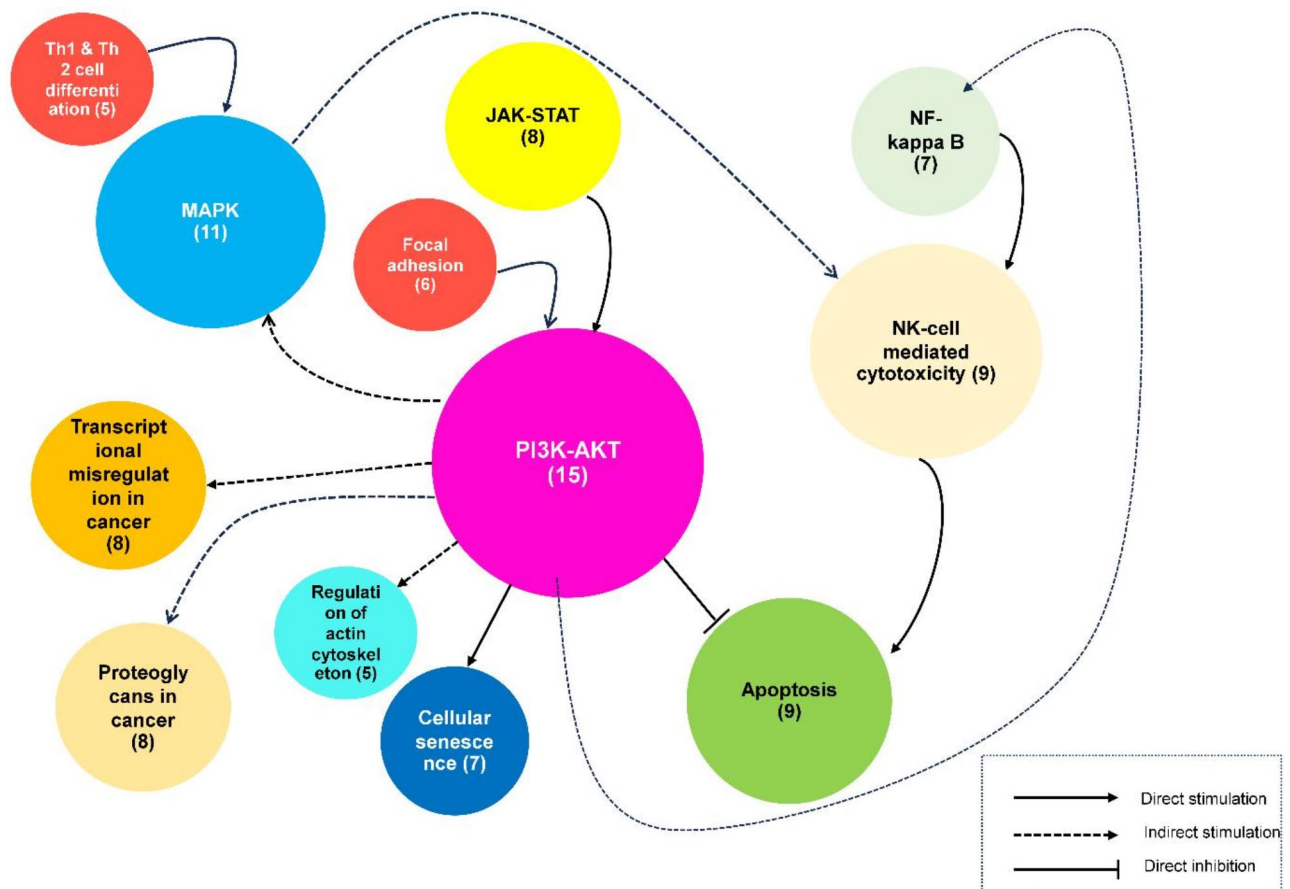 Th1 & Th
2 cell
differenti
ation (5)
JAK-STAT
(8)
NF-
kappa B
(7)
MAPK
(11)
Focal
adhesion
(6)
NK-cell
mediated
cytotoxicity (9)
PI3K-AKT
(15)
Transcript
ional
misregulat
ion in
cancer
(8)
Regulati
on of
actin
cytoskel
eton (5)
Proteogly
cans in
cancer
(8)
Cellular
senesce
nce (7)
Apoptosis
(9)
Direct stimulation
Indirect stimulation
Direct inhibition